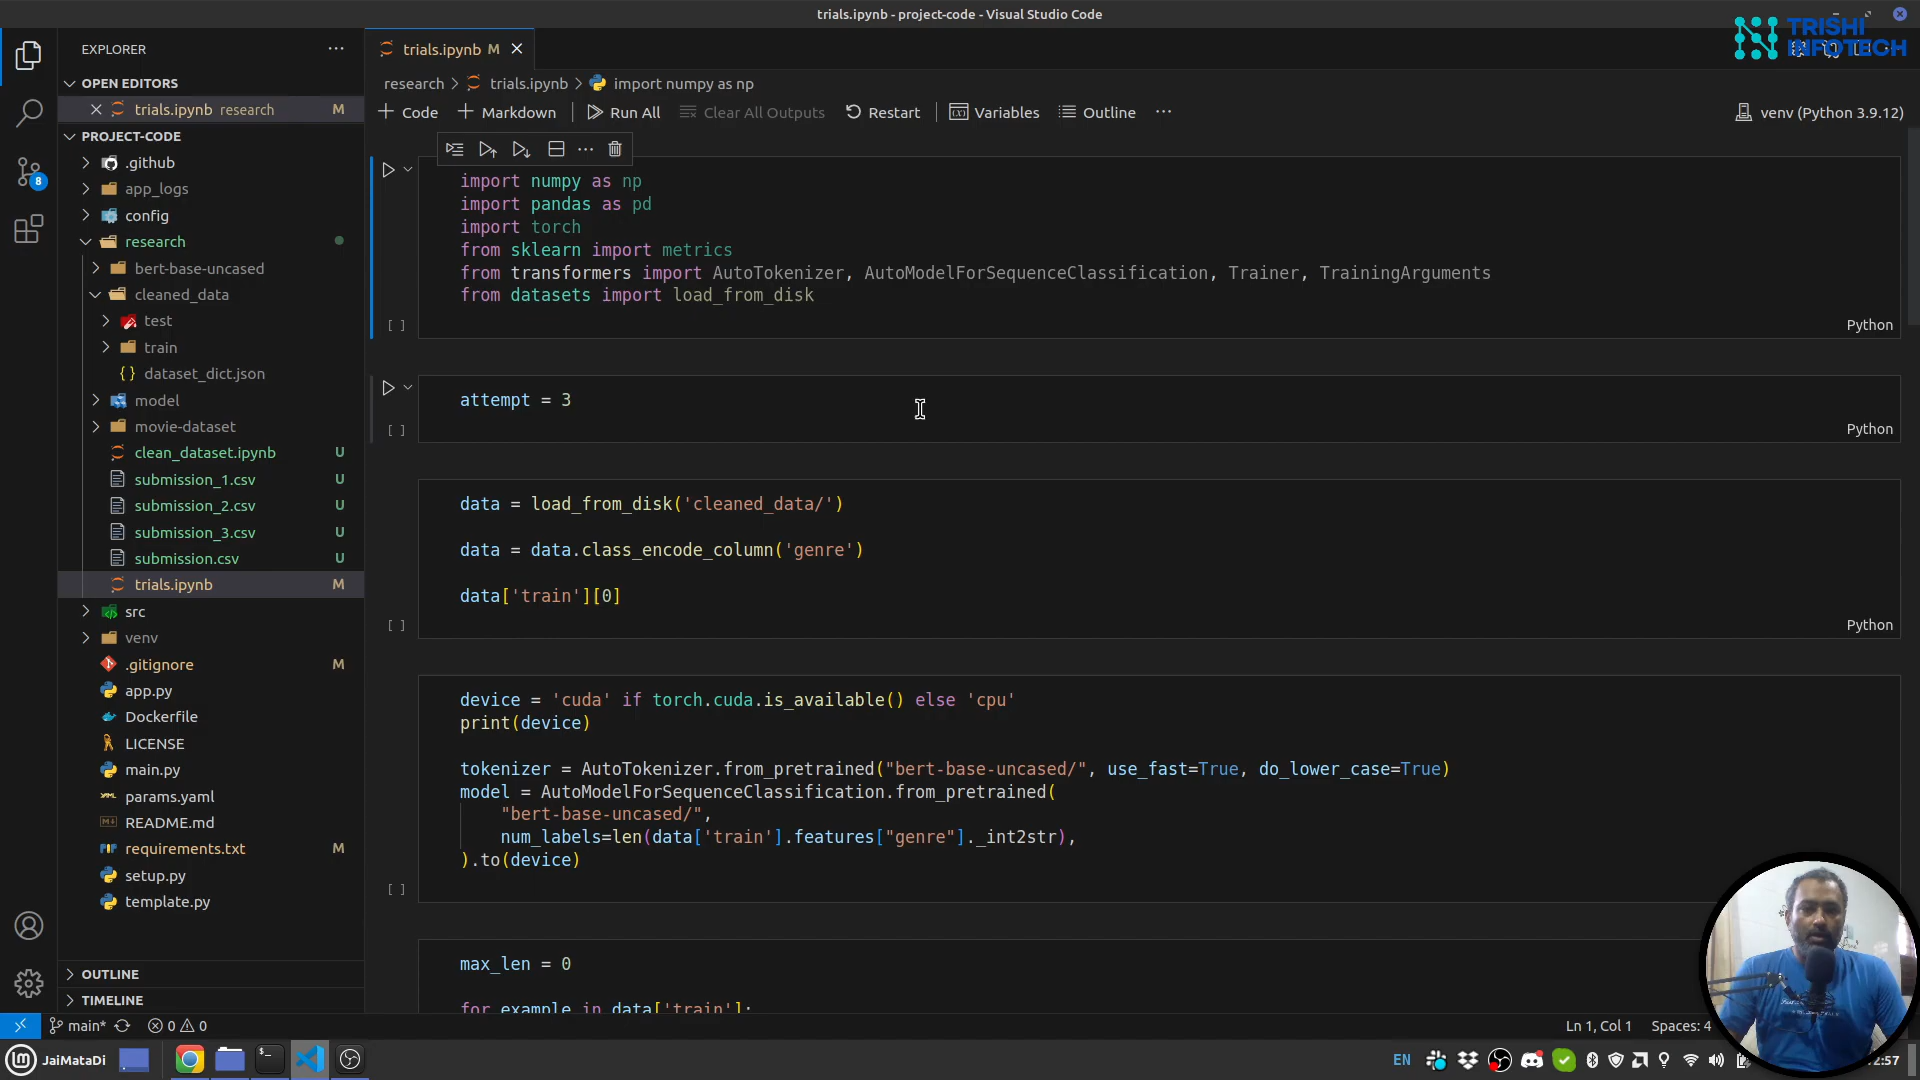 trials.ipynb - project-code - Visual Studio Code
TRISHI
INFOTECH
EXPLORER
OPEN EDITORS
trials.ipynb research M
PROJECT-CODE
.github
app_logs
config
research
bert-base-uncased
cleaned_data
test
train
dataset_dict.json
model
movie-dataset
clean_dataset.ipynb U
submission_1.csv U
submission_2.csv U
submission_3.csv U
submission.csv U
trials.ipynb M
src
venv
.gitignore M
app.py
Dockerfile
LICENSE
main.py
params.yaml
README.md
requirements.txt M
setup.py
template.py
OUTLINE
TIMELINE
8
trials.ipynb M
research > trials.ipynb > import numpy as np
Code Markdown Run All Clear All Outputs Restart Variables Outline
venv (Python 3.9.12)
import numpy as np
import pandas as pd
import torch
from sklearn import metrics
from transformers import AutoTokenizer, AutoModelForSequenceClassification, Trainer, TrainingArguments
from datasets import load_from_disk
[ ] Python
attempt = 3
[ ] Python
data = load_from_disk('cleaned_data/')
data = data.class_encode_column('genre')
data['train'][0]
[ ] Python
device = 'cuda' if torch.cuda.is_available() else 'cpu'
print(device)
tokenizer = AutoTokenizer.from_pretrained("bert-base-uncased/", use_fast=True, do_lower_case=True)
model = AutoModelForSequenceClassification.from_pretrained(
"bert-base-uncased/",
num_labels=len(data['train'].features["genre"]._int2str),
).to(device)
[ ]
max_len = 0
for example in data['train']:
main* 0 0
Ln 1, Col 1 Spaces: 4
JaiMataDi
EN
2:57